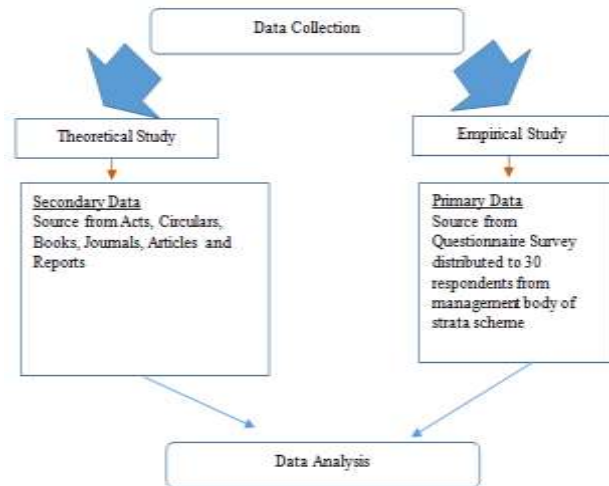 Data Collection
Theoretical Study
Empirical Study
Secondary Data
Source from Acts, Circulars,
Books, Journals, Articles and
Reports
Primary Data
Source from
Questionnaire Survey
distributed to 30
respondents from
management body of
strata scheme
Data Analysis